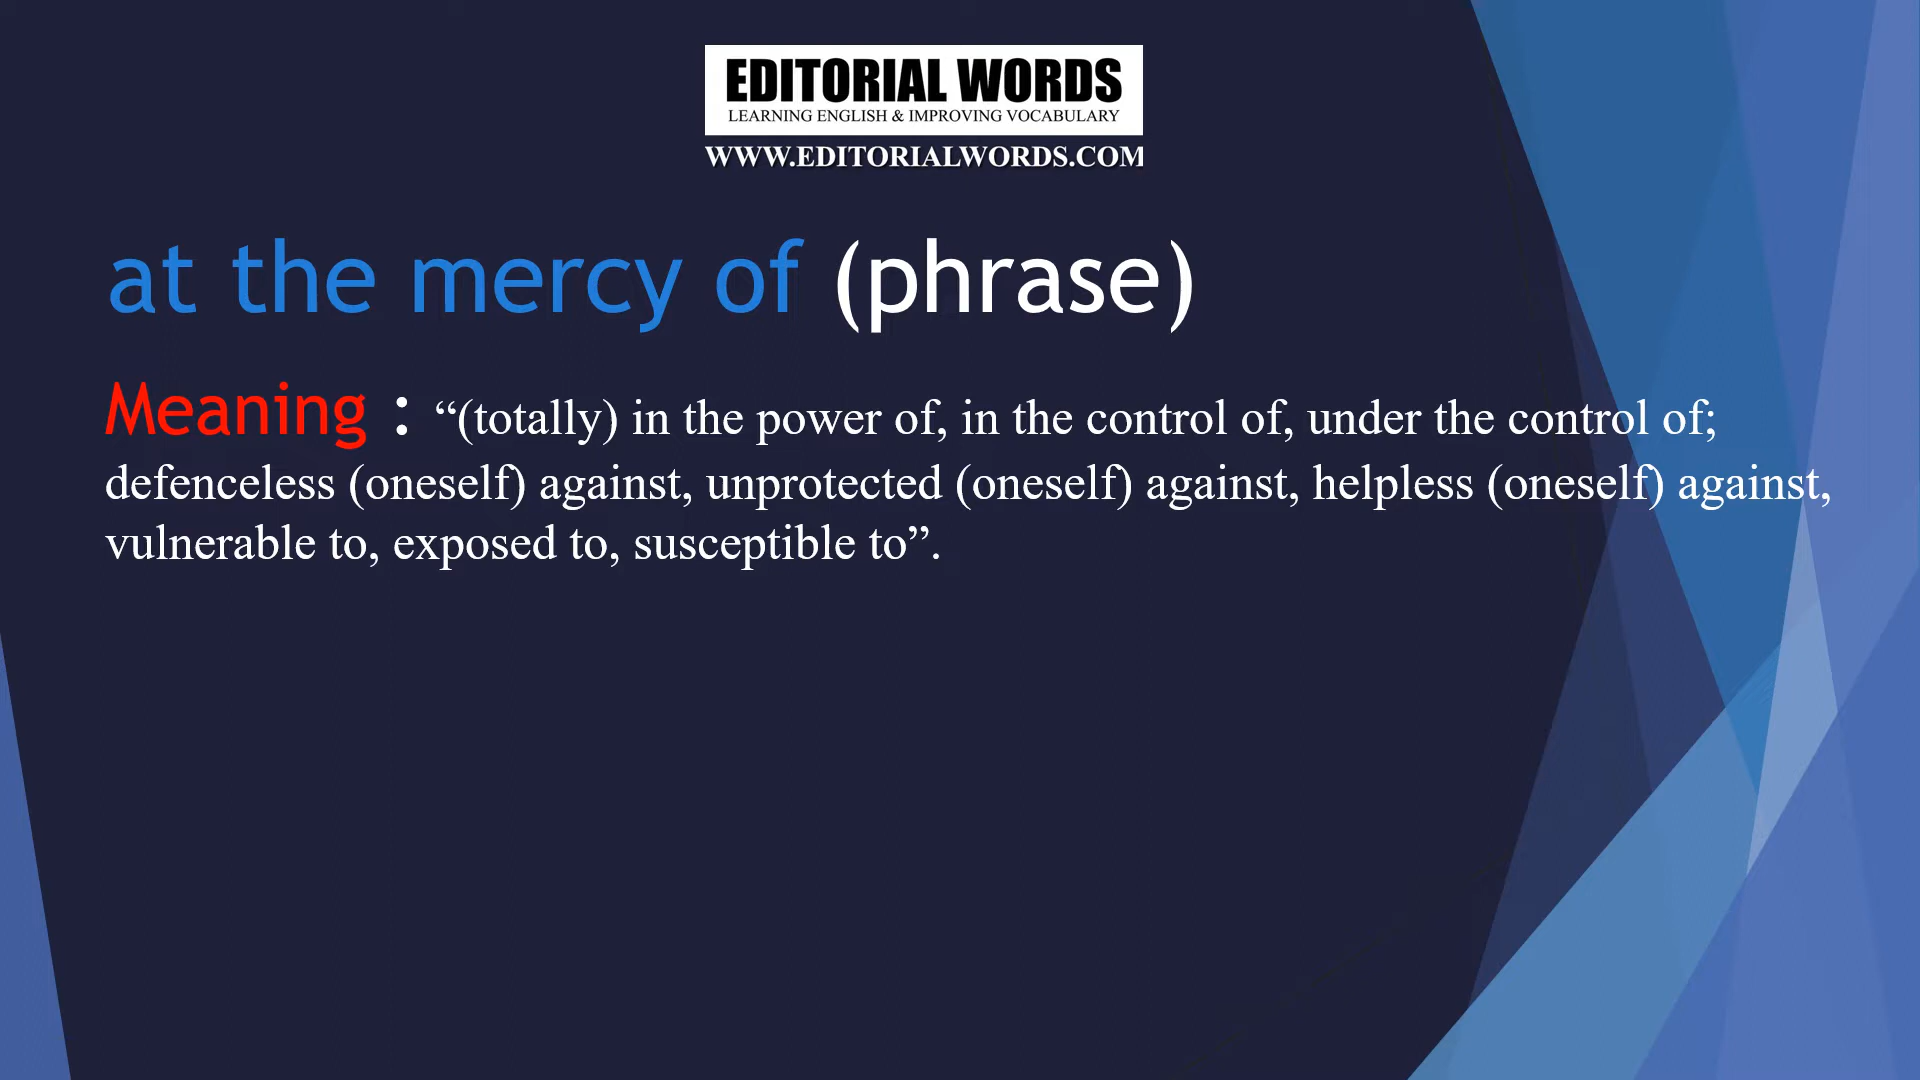 EDITORIAL WORDS
LEARNING ENGLISH & IMPROVING VOCABULARY
WWW.EDITORIALWORDS.COM
at the mercy of (phrase)
Meaning : “(totally) in the power of, in the control of, under the control of;
defenceless (oneself) against, unprotected (oneself) against, helpless (oneself) against,
vulnerable to, exposed to, susceptible to”.